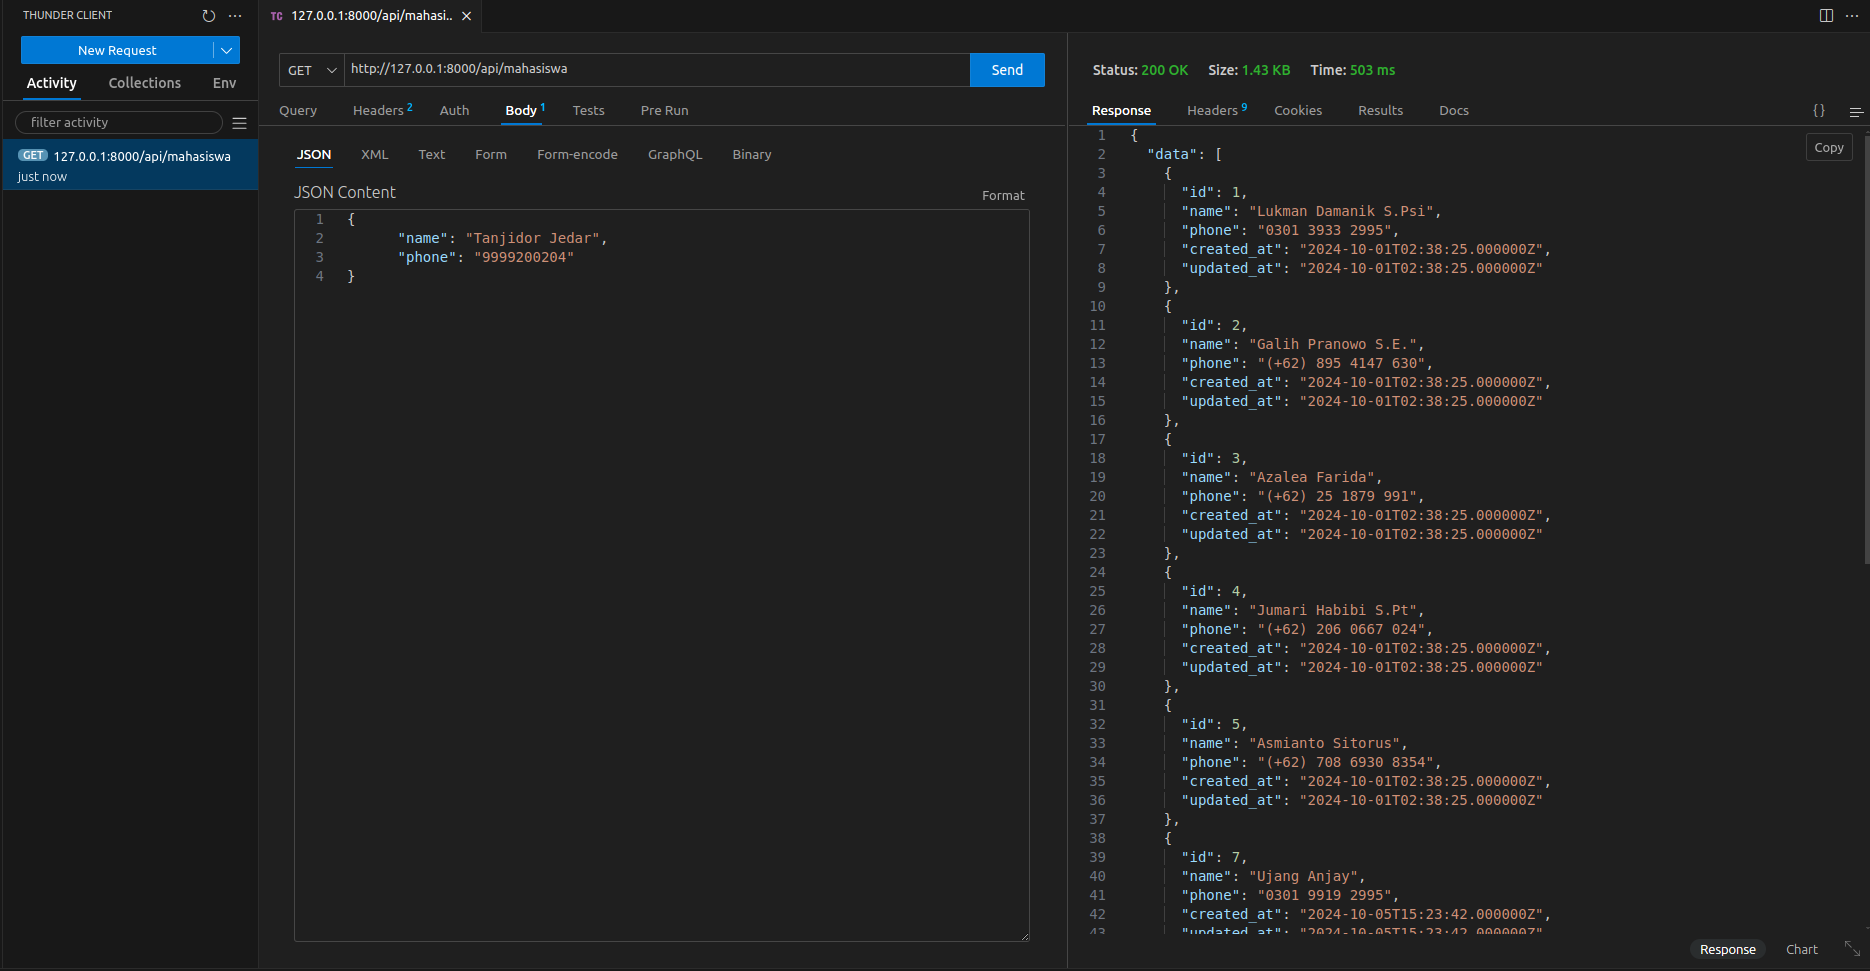 THUNDER CLIENT
New Request
Activity Collections Env
filter activity
GET 127.0.0.1:8000/api/mahasiswa
just now
TC 127.0.0.1:8000/api/mahasi..
GET http://127.0.0.1:8000/api/mahasiswa Send
Query Headers 2 Auth Body 1 Tests Pre Run
JSON XML Text Form Form-encode GraphQL Binary
JSON Content Format
1 {
2 "name": "Tanjidor Jedar",
3 "phone": "9999200204"
4 }
Status: 200 OK Size: 1.43 KB Time: 503 ms
Response Headers 9 Cookies Results Docs {}
Copy
1 {
2 "data": [
3 {
4 "id": 1,
5 "name": "Lukman Damanik S.Psi",
6 "phone": "0301 3933 2995",
7 "created_at": "2024-10-01T02:38:25.000000Z",
8 "updated_at": "2024-10-01T02:38:25.000000Z"
9 },
10 {
11 "id": 2,
12 "name": "Galih Pranowo S.E.",
13 "phone": "(+62) 895 4147 630",
14 "created_at": "2024-10-01T02:38:25.000000Z",
15 "updated_at": "2024-10-01T02:38:25.000000Z"
16 },
17 {
18 "id": 3,
19 "name": "Azalea Farida",
20 "phone": "(+62) 25 1879 991",
21 "created_at": "2024-10-01T02:38:25.000000Z",
22 "updated_at": "2024-10-01T02:38:25.000000Z"
23 },
24 {
25 "id": 4,
26 "name": "Jumari Habibi S.Pt",
27 "phone": "(+62) 206 0667 024",
28 "created_at": "2024-10-01T02:38:25.000000Z",
29 "updated_at": "2024-10-01T02:38:25.000000Z"
30 },
31 {
32 "id": 5,
33 "name": "Asmianto Sitorus",
34 "phone": "(+62) 708 6930 8354",
35 "created_at": "2024-10-01T02:38:25.000000Z",
36 "updated_at": "2024-10-01T02:38:25.000000Z"
37 },
38 {
39 "id": 7,
40 "name": "Ujang Anjay",
41 "phone": "0301 9919 2995",
42 "created_at": "2024-10-05T15:23:42.000000Z",
43 "updated_at": "2024-10-05T15:23:42.000000Z"
Response Chart